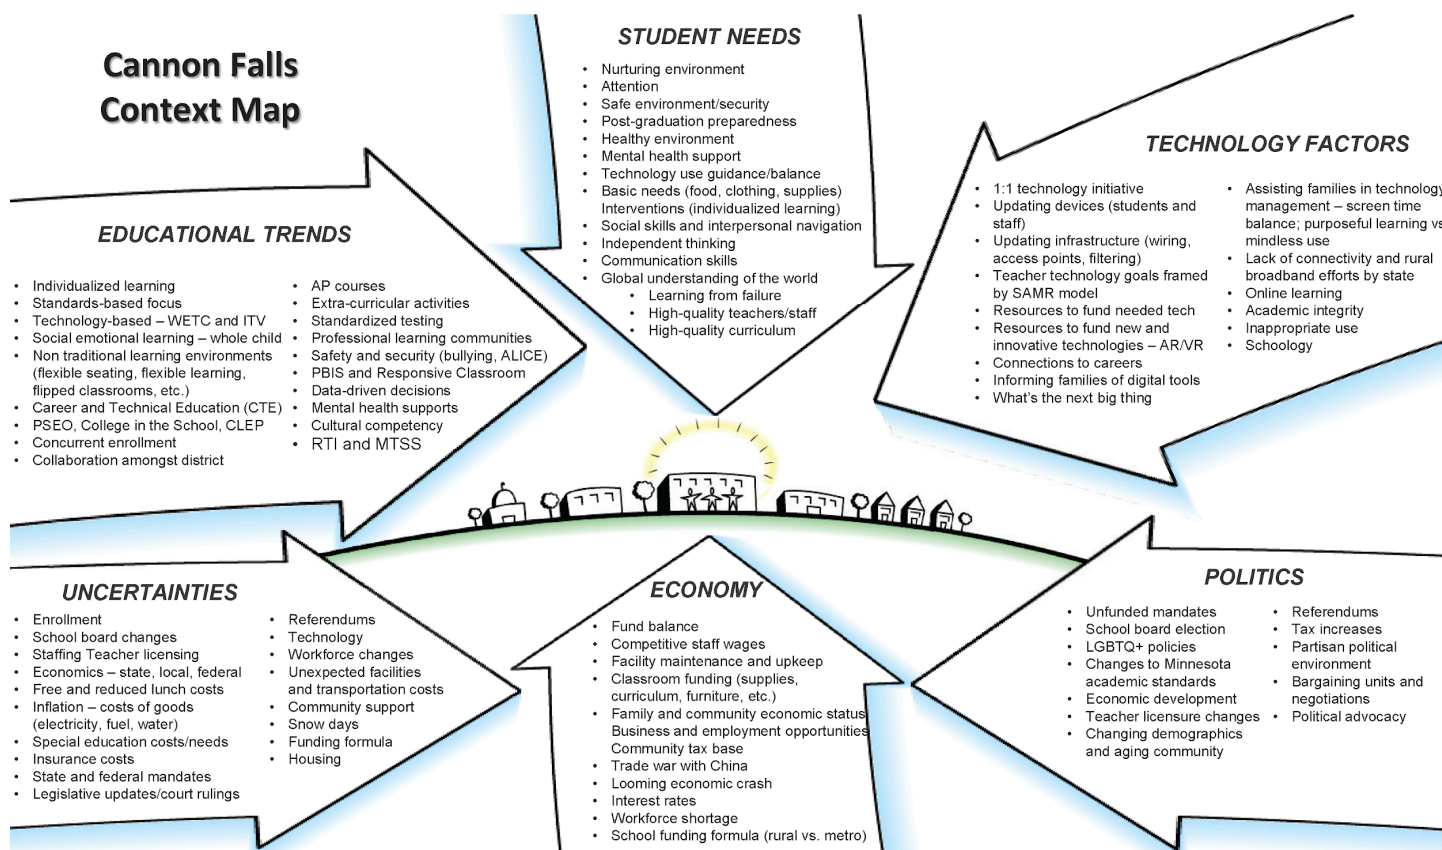 Cannon Falls
Context Map
STUDENT NEEDS
• Nurturing environment
• Attention
• Safe environment/security
• Post-graduation preparedness
• Healthy environment
• Mental health support
• Technology use guidance/balance
• Basic needs (food, clothing, supplies)
Interventions (individualized learning)
• Social skills and interpersonal navigation
• Independent thinking
• Communication skills
• Global understanding of the world
• Learning from failure
• High-quality teachers/staff
• High-quality curriculum
TECHNOLOGY FACTORS
• 1:1 technology initiative
• Updating devices (students and
staff)
• Updating infrastructure (wiring,
access points, filtering)
• Teacher technology goals framed
by SAMR model
• Resources to fund needed tech
• Resources to fund new and
innovative technologies – AR/VR
• Connections to careers
• Informing families of digital tools
• What's the next big thing
• Assisting families in technology
management – screen time
balance; purposeful learning vs
mindless use
• Lack of connectivity and rural
broadband efforts by state
• Online learning
• Academic integrity
• Inappropriate use
• Schoology
EDUCATIONAL TRENDS
• Individualized learning
• Standards-based focus
• Technology-based – WETC and ITV
• Social emotional learning – whole child
• Non traditional learning environments
(flexible seating, flexible learning,
flipped classrooms, etc.)
• Career and Technical Education (CTE)
• PSEO, College in the School, CLEP
• Concurrent enrollment
• Collaboration amongst district
• AP courses
• Extra-curricular activities
• Standardized testing
• Professional learning communities
• Safety and security (bullying, ALICE)
• PBIS and Responsive Classroom
• Data-driven decisions
• Mental health supports
• Cultural competency
• RTI and MTSS
UNCERTAINTIES
• Enrollment
• School board changes
• Staffing Teacher licensing
• Economics – state, local, federal
• Free and reduced lunch costs
• Inflation – costs of goods
(electricity, fuel, water)
• Special education costs/needs
• Insurance costs
• State and federal mandates
• Legislative updates/court rulings
• Referendums
• Technology
• Workforce changes
• Unexpected facilities
and transportation costs
• Community support
• Snow days
• Funding formula
• Housing
ECONOMY
• Fund balance
• Competitive staff wages
• Facility maintenance and upkeep
• Classroom funding (supplies,
curriculum, furniture, etc.)
• Family and community economic status
Business and employment opportunities
Community tax base
• Trade war with China
• Looming economic crash
• Interest rates
• Workforce shortage
• School funding formula (rural vs. metro)
POLITICS
• Unfunded mandates
• School board election
• LGBTQ+ policies
• Changes to Minnesota
academic standards
• Economic development
• Teacher licensure changes
• Changing demographics
and aging community
• Referendums
• Tax increases
• Partisan political
environment
• Bargaining units and
negotiations
• Political advocacy